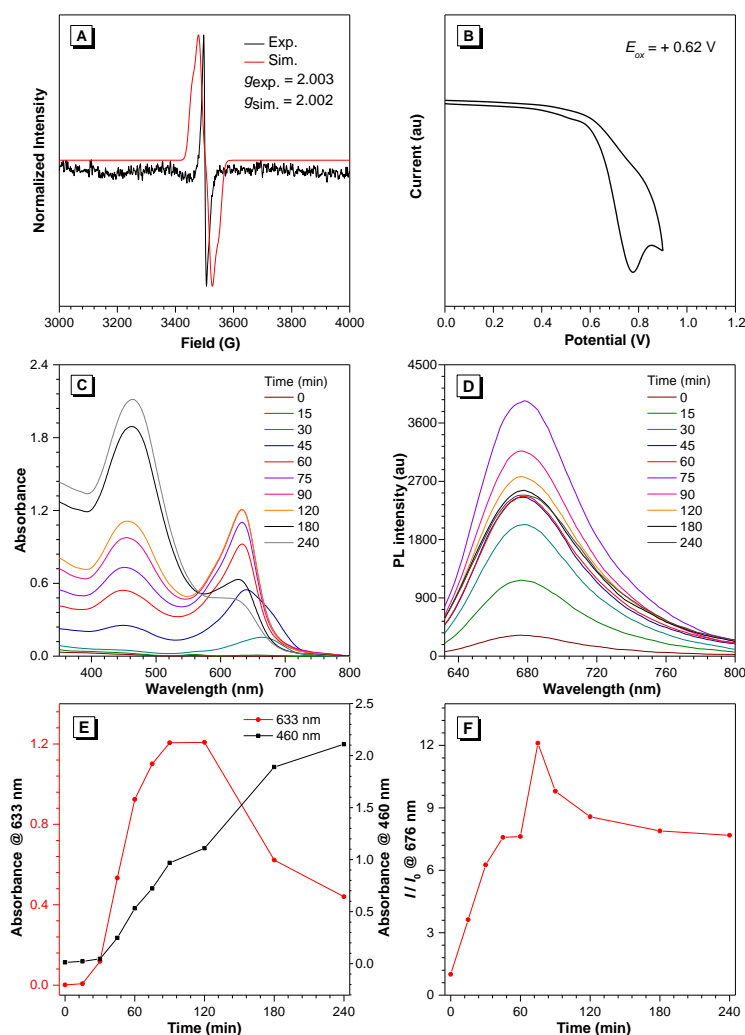 A
Exp.
Sim.
gexp. = 2.003
gsim. = 2.002
Normalized Intensity
3000 3200 3400 3600 3800 4000
Field (G)
B
Eox = + 0.62 V
Current (au)
0.0 0.2 0.4 0.6 0.8 1.0 1.2
Potential (V)
C
Time (min)
0
15
30
45
60
75
90
120
180
240
Absorbance
2.4
1.8
1.2
0.6
0.0
400 500 600 700 800
Wavelength (nm)
D
Time (min)
0
15
30
45
60
75
90
120
180
240
PL intensity (au)
4500
3600
2700
1800
900
0
640 680 720 760 800
Wavelength (nm)
E
633 nm
460 nm
Absorbance @ 633 nm
1.2
0.8
0.4
0.0
Absorbance @ 460 nm
2.5
2.0
1.5
1.0
0.5
0.0
0 60 120 180 240
Time (min)
F
I / I0 @ 676 nm
12
9
6
3
0
0 60 120 180 240
Time (min)